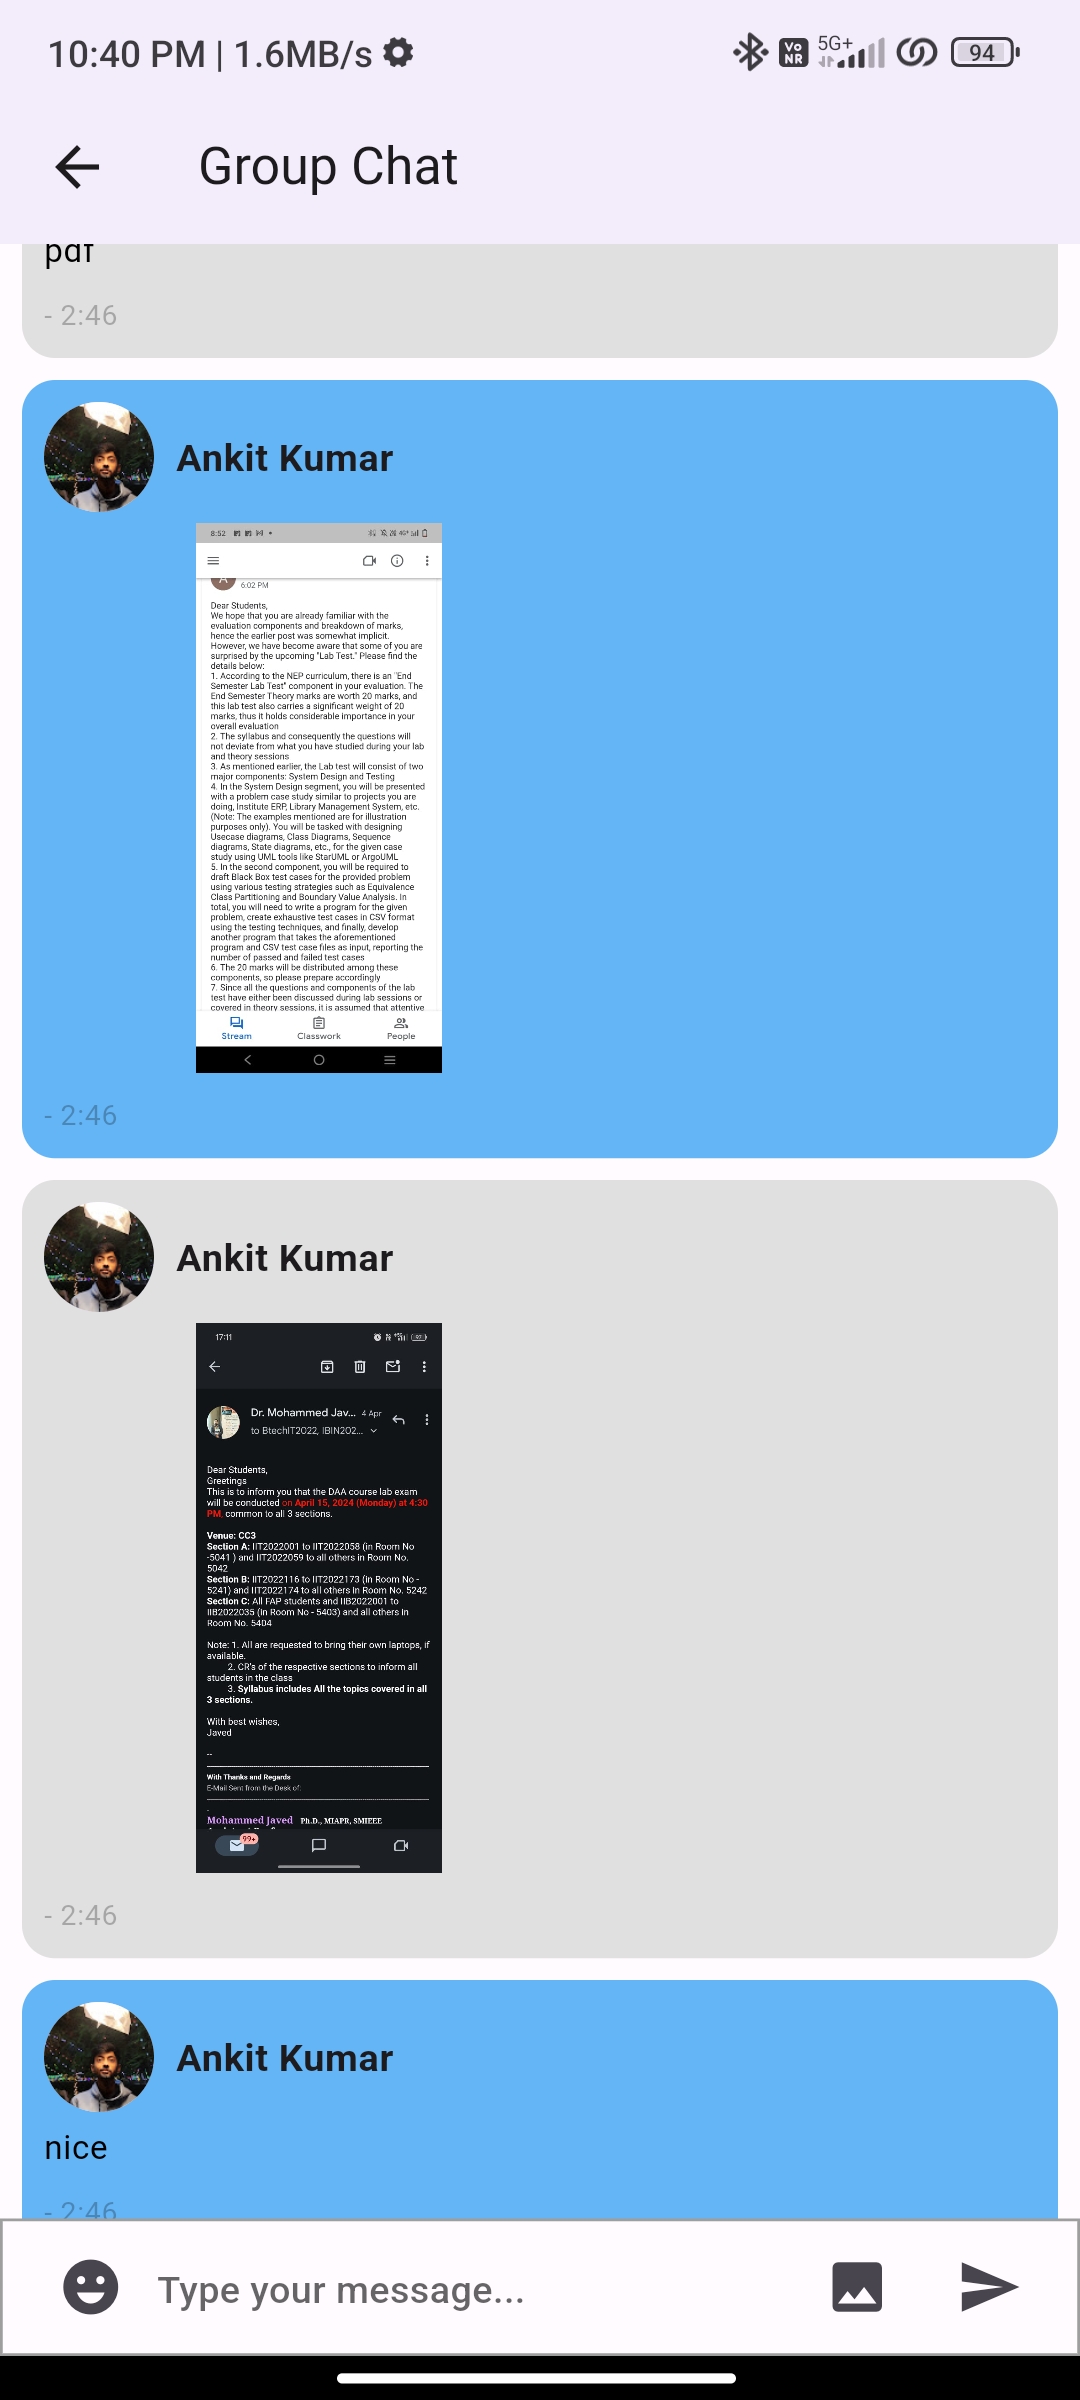 10:40 PM | 1.6MB/s
Vo
NR
5G+
94
Group Chat
pdf
- 2:46
Ankit Kumar
8:52
6:02 PM
Dear Students,
We hope that you are already familiar with the
evaluation components and breakdown of marks,
hence the earlier post was somewhat implicit.
However, we have become aware that some of you are
surprised by the upcoming "Lab Test." Please find the
details below:
1. According to the NEP curriculum, there is an "End
Semester Lab Test" component in your evaluation. The
End Semester Theory marks are worth 20 marks, and
this lab test also carries a significant weight of 20
marks, thus it holds considerable importance in your
overall evaluation
2. The syllabus and consequently the questions will
not deviate from what you have studied during your lab
and theory sessions
3. As mentioned earlier, the Lab test will consist of two
major components: System Design and Testing
4. In the System Design segment, you will be presented
with a problem case study similar to projects you are
doing, Institute ERP, Library Management System, etc.
(Note: The examples mentioned are for illustration
purposes only). You will be tasked with designing
Usecase diagrams, Class Diagrams, Sequence
diagrams, State diagrams, etc., for the given case
study using UML tools like StarUML or ArgoUML
5. In the second component, you will be required to
draft Black Box test cases for the provided problem
using various testing strategies such as Equivalence
Class Partitioning and Boundary Value Analysis. In
total, you will need to write a program for the given
problem, create exhaustive test cases in CSV format
using the testing techniques, and finally, develop
another program that takes the aforementioned
program and CSV test case files as input, reporting the
number of passed and failed test cases
6. The 20 marks will be distributed among these
components, so please prepare accordingly
7. Since all the questions and components of the lab
test have either been discussed during lab sessions or
covered in theory sessions, it is assumed that attentive
Stream Classwork People
- 2:46
Ankit Kumar
17:11
Dr. Mohammed Jav... 4 Apr
to BtechIT2022, IBIN202...
Dear Students,
Greetings
This is to inform you that the DAA course lab exam
will be conducted on April 15, 2024 (Monday) at 4:30
PM, common to all 3 sections.
Venue: CC3
Section A: IIT2022001 to IIT2022058 (in Room No
-5041 ) and IIT2022059 to all others in Room No.
5042
Section B: IIT2022116 to IIT2022173 (in Room No -
5241) and IIT2022174 to all others in Room No. 5242
Section C: All FAP students and IIB2022001 to
IIB2022035 (in Room No - 5403) and all others in
Room No. 5404
Note: 1. All are requested to bring their own laptops, if
available.
2. CR's of the respective sections to inform all
students in the class
3. Syllabus includes All the topics covered in all
3 sections.
With best wishes,
Javed
--
With Thanks and Regards
E-Mail Sent from the Desk of:
Mohammed Javed Ph.D., MIAPR, SMIEEE
99+
- 2:46
Ankit Kumar
nice
- 2:46
Type your message...